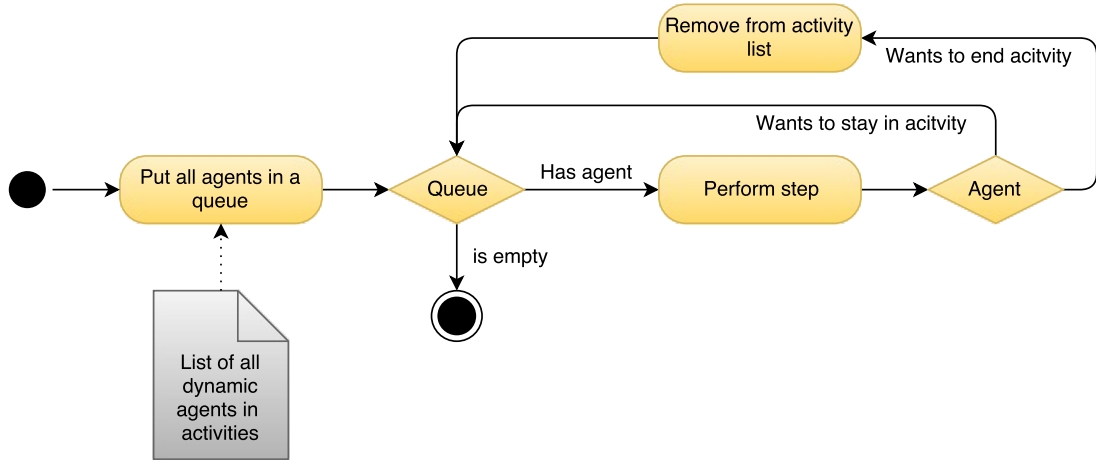 Remove from activity
list
Wants to end acitvity
Wants to stay in acitvity
Put all agents in a
queue
Queue
Has agent
Perform step
Agent
is empty
List of all
dynamic
agents in
activities